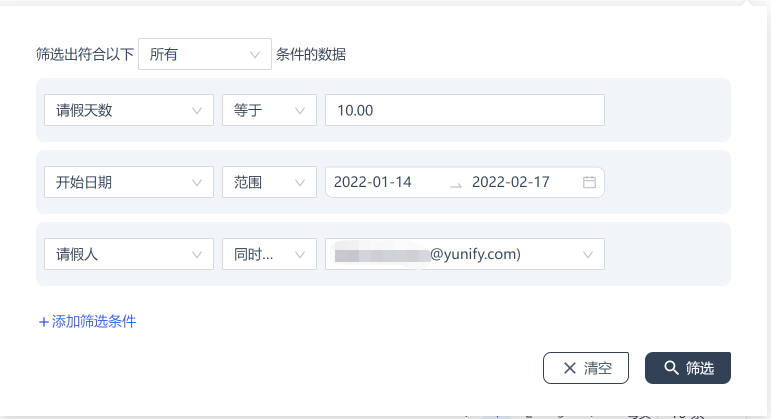 筛选出符合以下 所有 条件的数据
请假天数 等于 10.00
开始日期 范围 2022-01-14 2022-02-17
请假人 同时... @yunify.com)
+添加筛选条件
清空 筛选